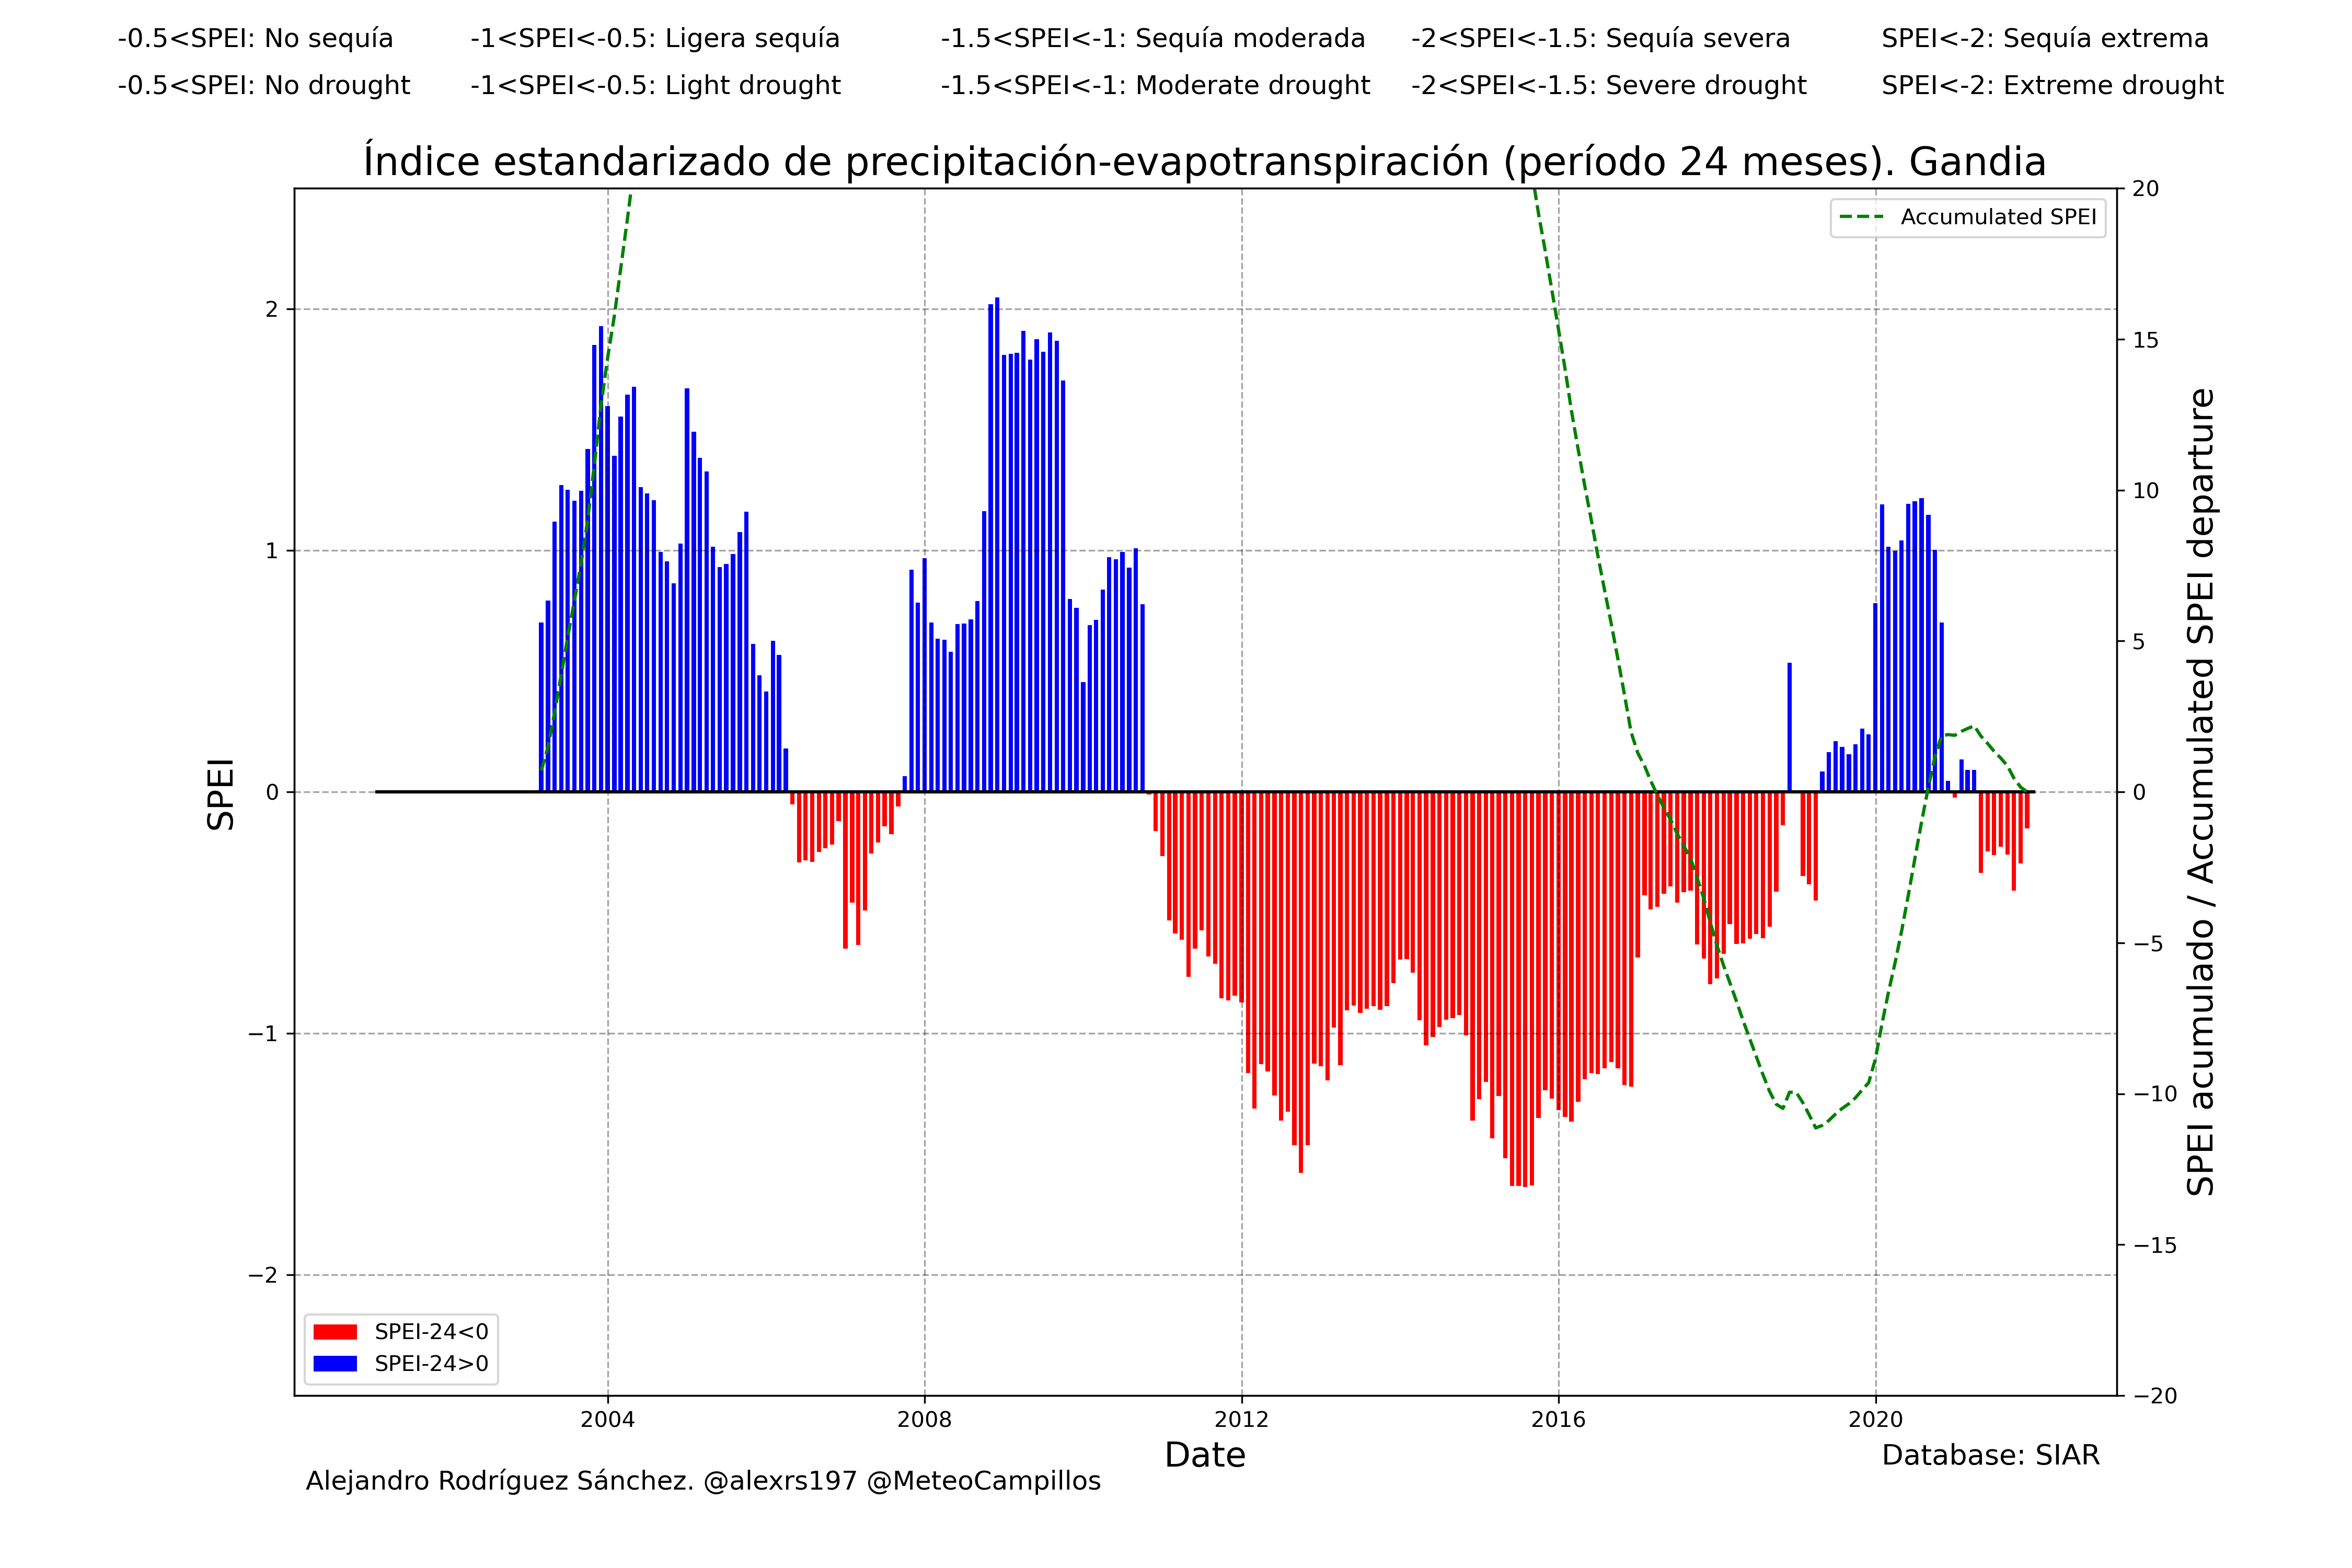 -0.5<SPEI: No sequía -1<SPEI<-0.5: Ligera sequía -1.5<SPEI<-1: Sequía moderada -2<SPEI<-1.5: Sequía severa SPEI<-2: Sequía extrema
-0.5<SPEI: No drought -1<SPEI<-0.5: Light drought -1.5<SPEI<-1: Moderate drought -2<SPEI<-1.5: Severe drought SPEI<-2: Extreme drought
Índice estandarizado de precipitación-evapotranspiración (período 24 meses). Gandia
Accumulated SPEI
SPEI
2
1
0
−1
−2
20
15
10
5
0
−5
−10
−15
−20
SPEI acumulado / Accumulated SPEI departure
SPEI-24<0
SPEI-24>0
2004 2008 2012 2016 2020
Date
Database: SIAR
Alejandro Rodríguez Sánchez. @alexrs197 @MeteoCampillos